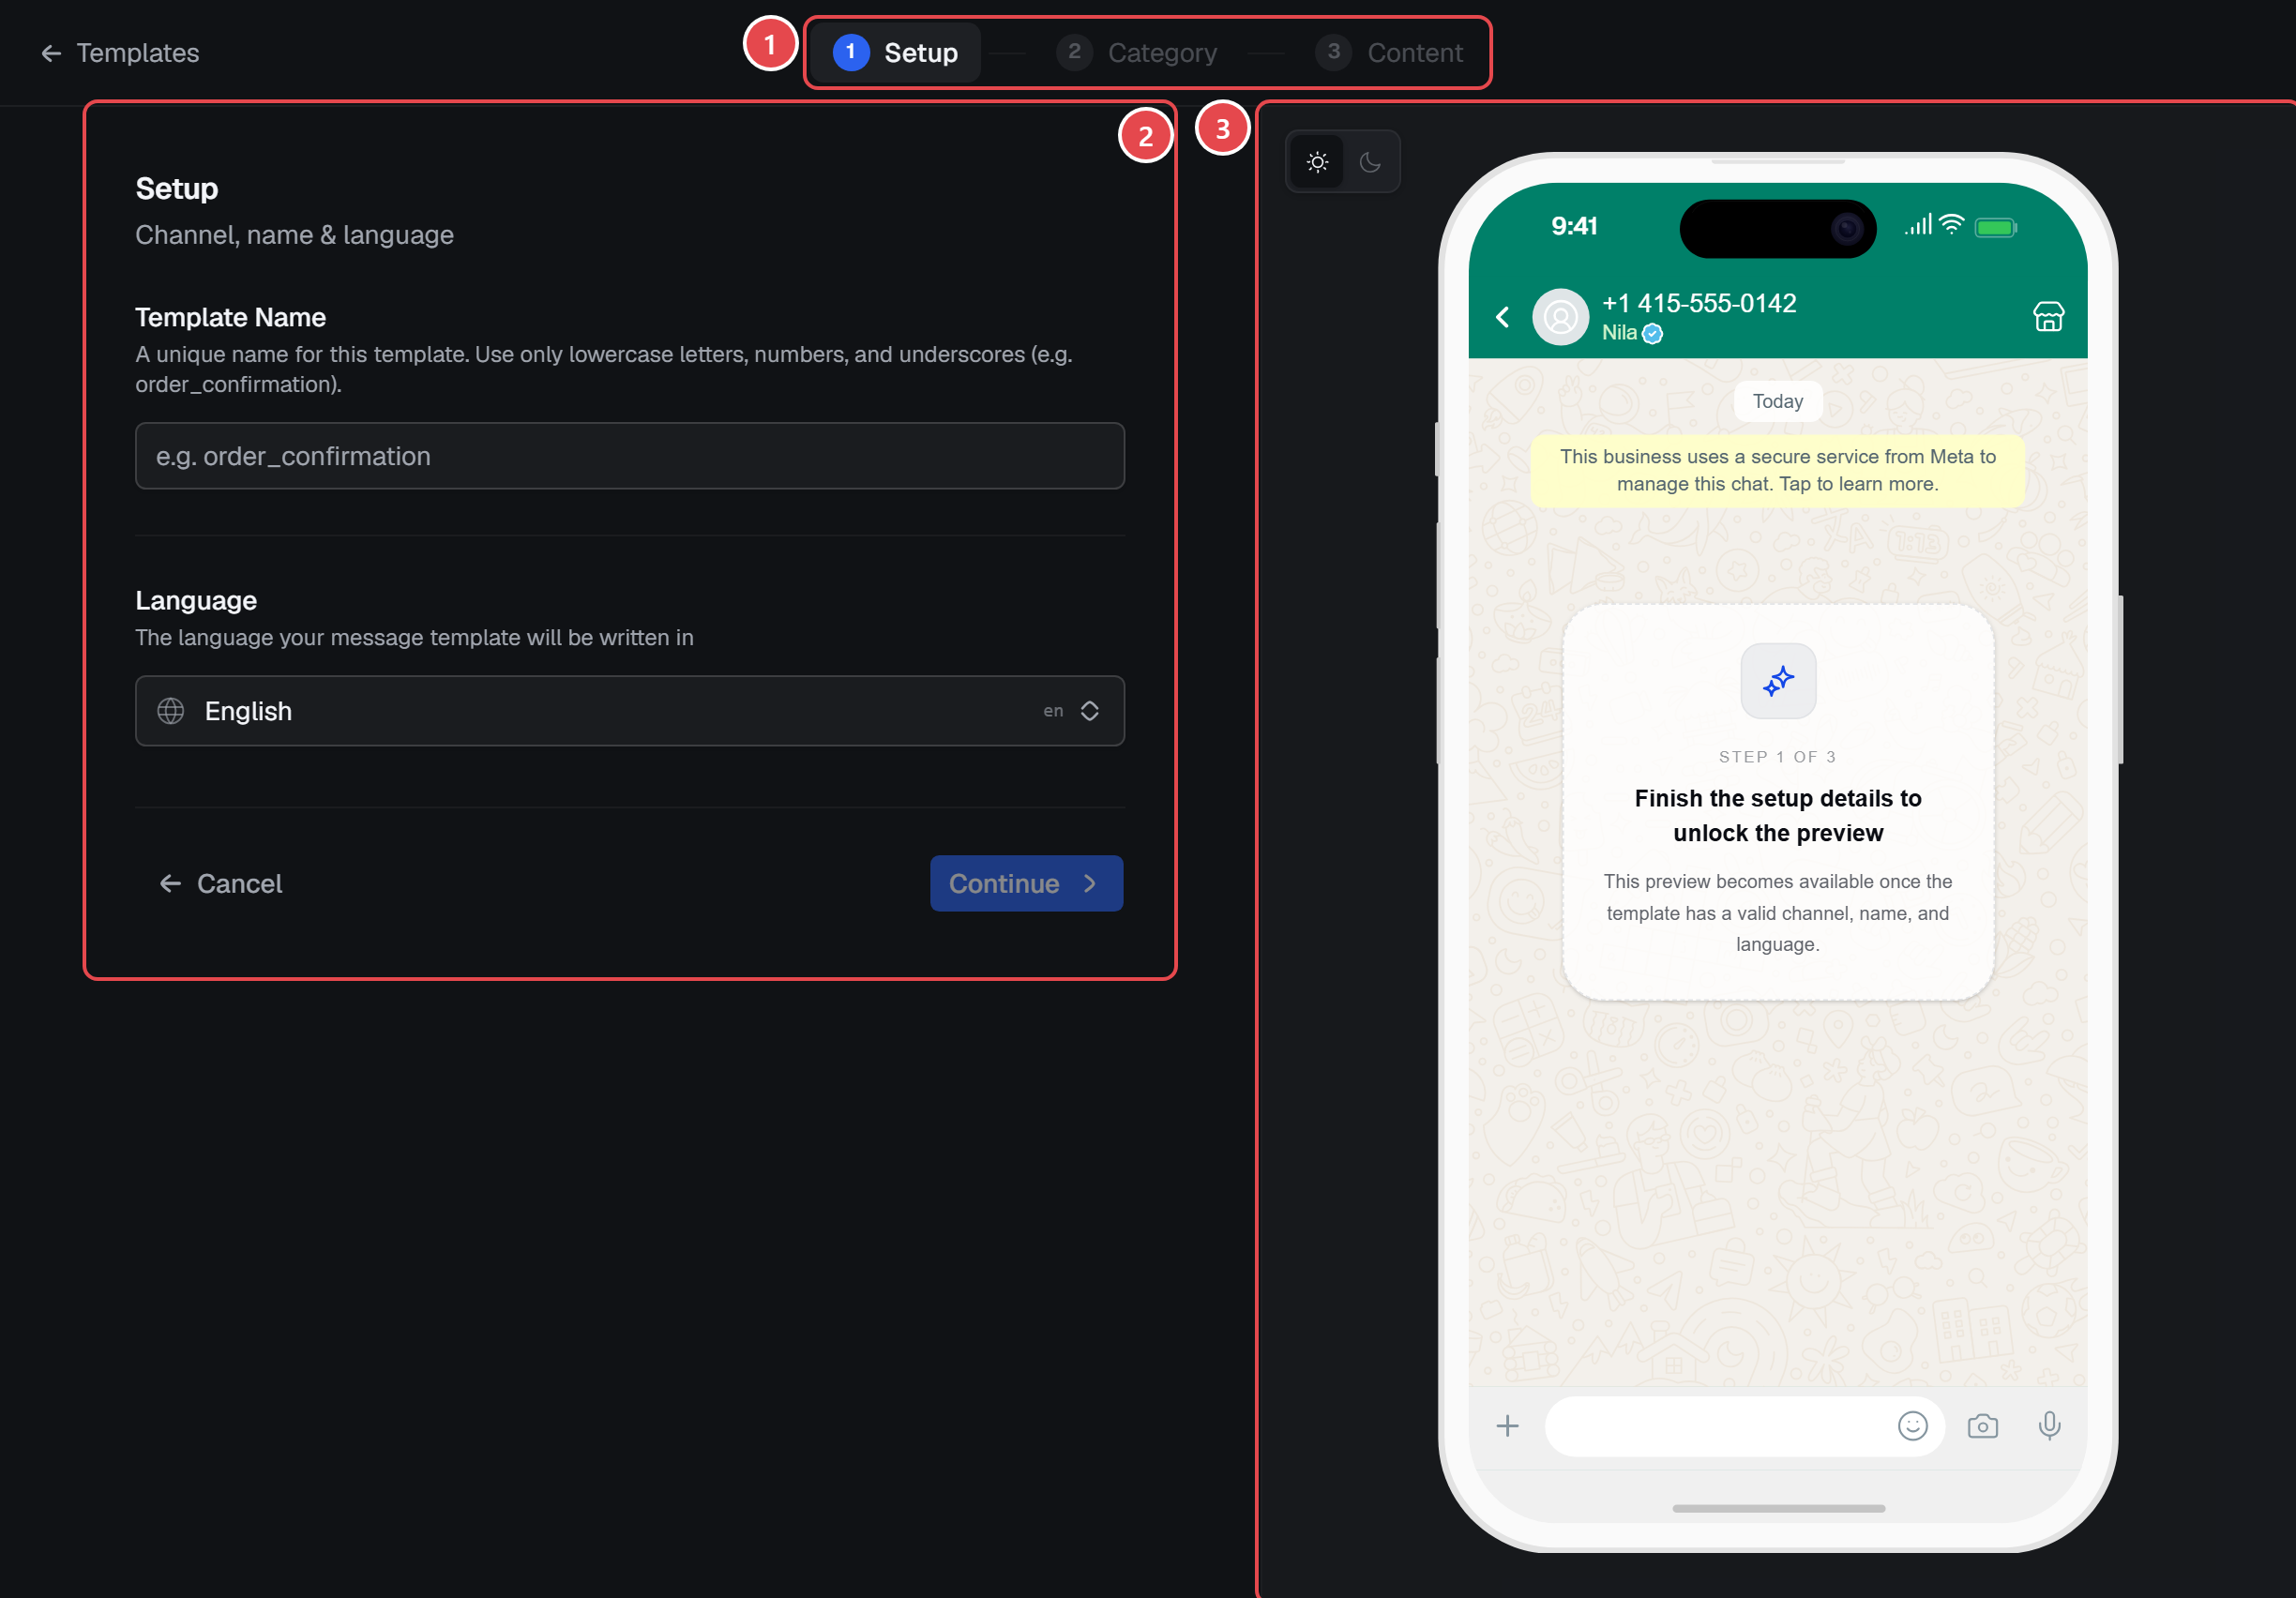 Templates
1
1 Setup
2 Category
3 Content
2
Setup
Channel, name & language
Template Name
A unique name for this template. Use only lowercase letters, numbers, and underscores (e.g.
order_confirmation).
e.g. order_confirmation
Language
The language your message template will be written in
English en
Cancel
Continue
3
9:41
+1 415-555-0142
Nila
Today
This business uses a secure service from Meta to
manage this chat. Tap to learn more.
STEP 1 OF 3
Finish the setup details to
unlock the preview
This preview becomes available once the
template has a valid channel, name, and
language.